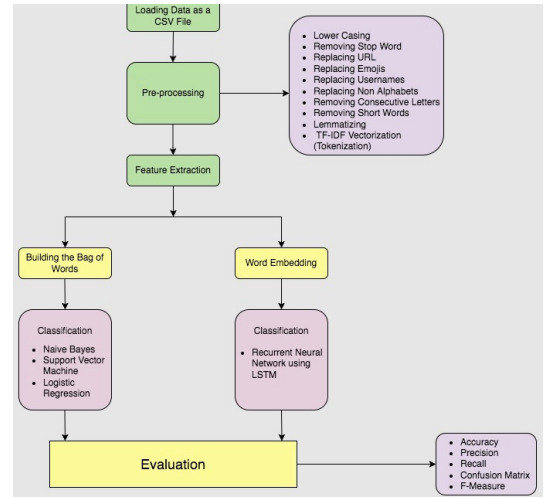 Loading Data as a
CSV File
Pre-processing
• Lower Casing
• Removing Stop Word
• Replacing URL
• Replacing Emojis
• Replacing Usernames
• Replacing Non Alphabets
• Removing Consecutive Letters
• Removing Short Words
• Lemmatizing
• TF-IDF Vectorization
(Tokenization)
Feature Extraction
Building the Bag of
Words
Word Embedding
Classification
• Naive Bayes
• Support Vector
Machine
• Logistic
Regression
Classification
• Recurrent Neural
Network using
LSTM
Evaluation
• Accuracy
• Precision
• Recall
• Confusion Matrix
• F-Measure